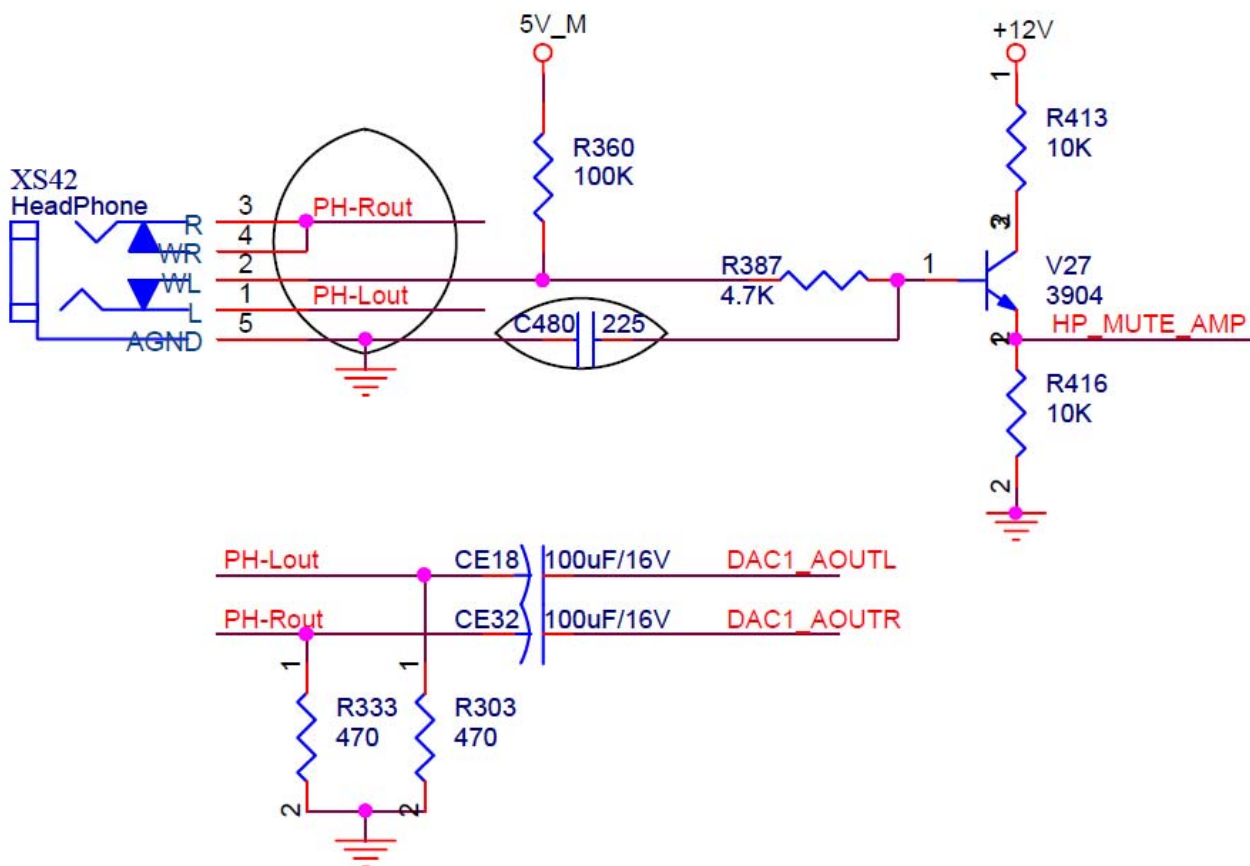 5V_M
+12V
1
R413
10K
R360
100K
XS42
HeadPhone
R
3
PH-Rout
WR
4
WL
2
R387
4.7K
1
V27
3904
PH-Lout
L
1
C480
225
HP_MUTE_AMP
AGND
5
2
R416
10K
2
PH-Lout
CE18
100uF/16V
DAC1_AOUTL
PH-Rout
CE32
100uF/16V
DAC1_AOUTR
1
1
R333
470
R303
470
2
2